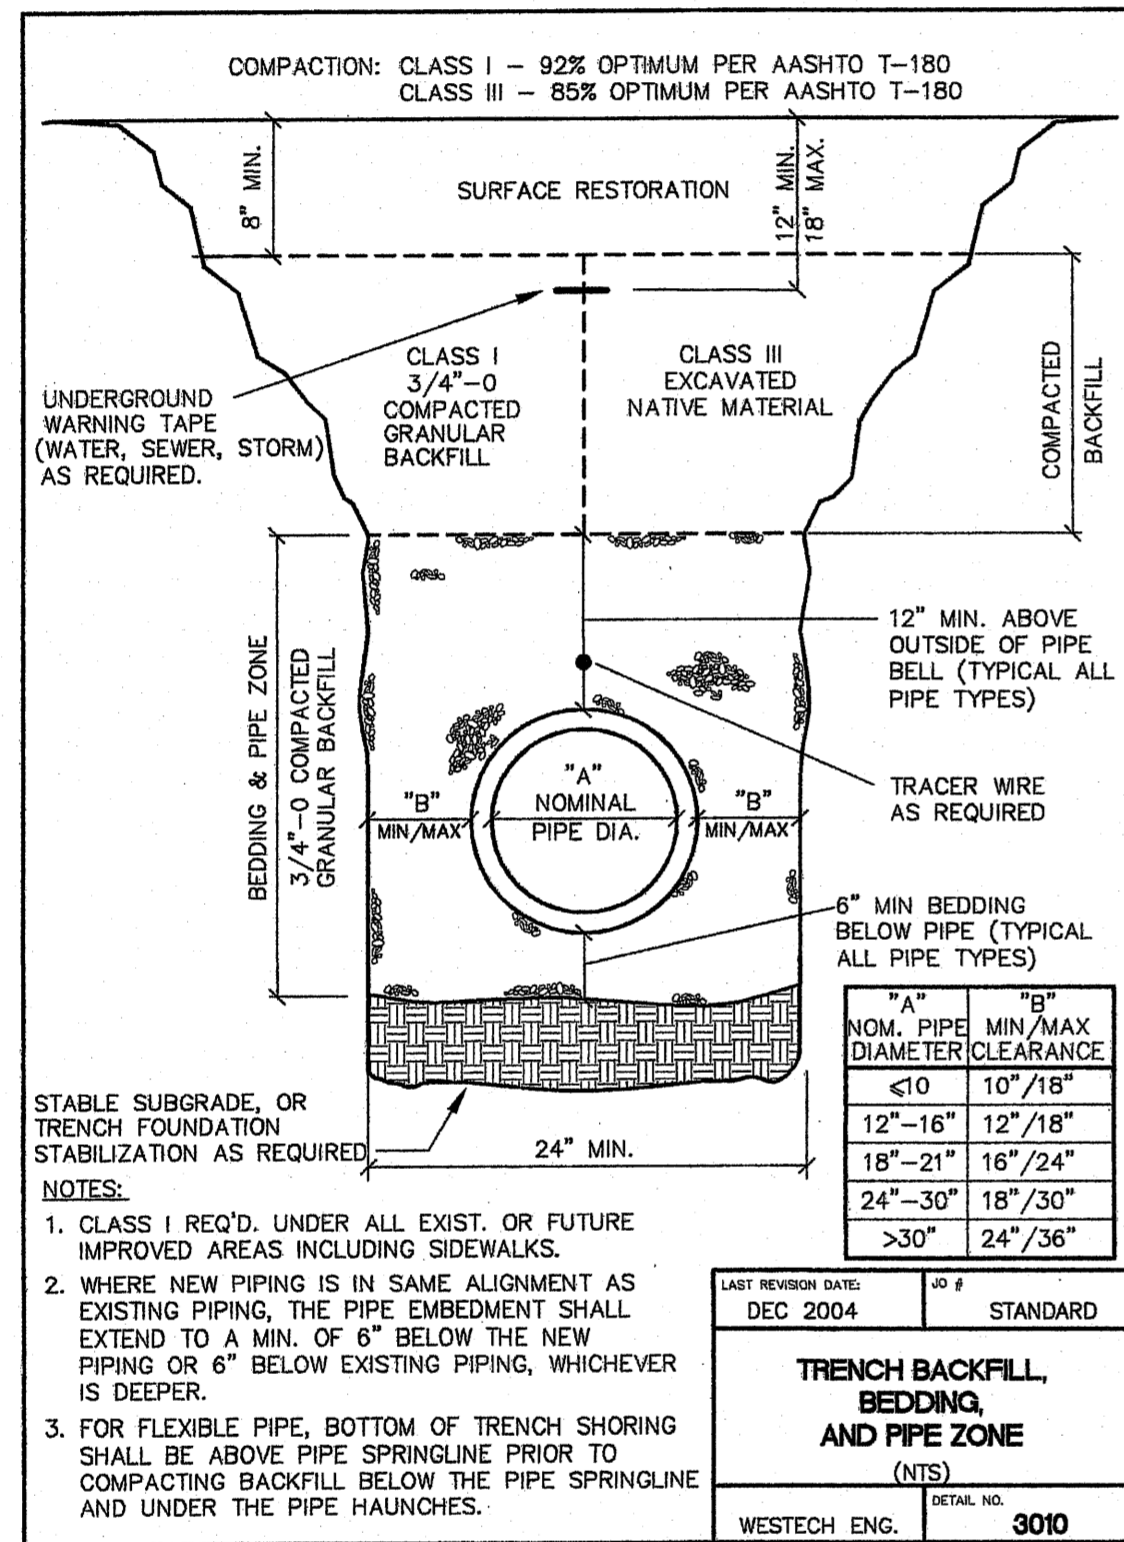 COMPACTION: CLASS I – 92% OPTIMUM PER AASHTO T–180
CLASS III – 85% OPTIMUM PER AASHTO T–180
8" MIN.
SURFACE RESTORATION
12" MIN.
18" MAX.
UNDERGROUND
WARNING TAPE
(WATER, SEWER, STORM)
AS REQUIRED.
CLASS I
3/4"–0
COMPACTED
GRANULAR
BACKFILL
CLASS III
EXCAVATED
NATIVE MATERIAL
COMPACTED
BACKFILL
BEDDING & PIPE ZONE
3/4"–0 COMPACTED
GRANULAR BACKFILL
12" MIN. ABOVE
OUTSIDE OF PIPE
BELL (TYPICAL ALL
PIPE TYPES)
TRACER WIRE
AS REQUIRED
"B"
MIN/MAX
"A"
NOMINAL
PIPE DIA.
"B"
MIN/MAX
6" MIN BEDDING
BELOW PIPE (TYPICAL
ALL PIPE TYPES)
STABLE SUBGRADE, OR
TRENCH FOUNDATION
STABILIZATION AS REQUIRED
24" MIN.
"A" "B"
NOM. PIPE MIN/MAX
DIAMETER CLEARANCE
≤10 10"/18"
12"–16" 12"/18"
18"–21" 16"/24"
24"–30" 18"/30"
>30" 24"/36"
NOTES:
1. CLASS I REQ'D. UNDER ALL EXIST. OR FUTURE
IMPROVED AREAS INCLUDING SIDEWALKS.
2. WHERE NEW PIPING IS IN SAME ALIGNMENT AS
EXISTING PIPING, THE PIPE EMBEDMENT SHALL
EXTEND TO A MIN. OF 6" BELOW THE NEW
PIPING OR 6" BELOW EXISTING PIPING, WHICHEVER
IS DEEPER.
3. FOR FLEXIBLE PIPE, BOTTOM OF TRENCH SHORING
SHALL BE ABOVE PIPE SPRINGLINE PRIOR TO
COMPACTING BACKFILL BELOW THE PIPE SPRINGLINE
AND UNDER THE PIPE HAUNCHES.
LAST REVISION DATE: JO #
DEC 2004 STANDARD
TRENCH BACKFILL,
BEDDING,
AND PIPE ZONE
(NTS)
DETAIL NO.
WESTECH ENG. 3010